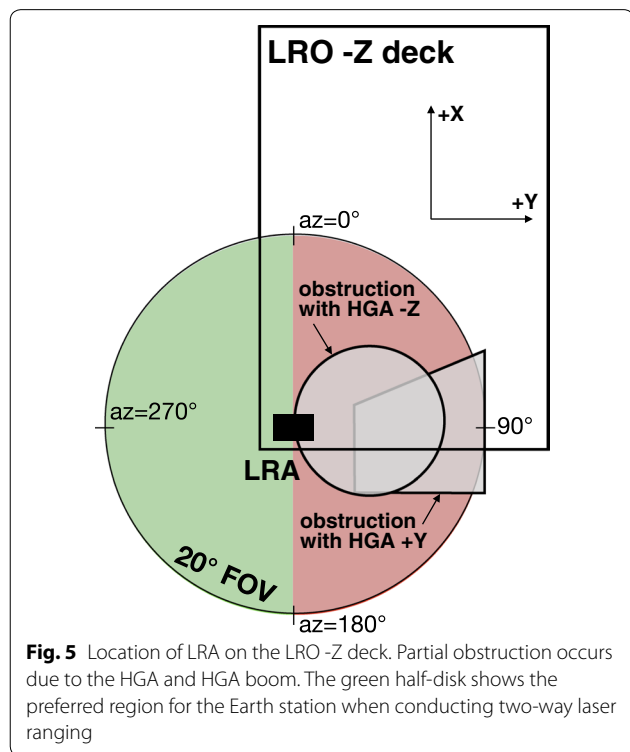 LRO -Z deck
+X
+Y
az=0°
obstruction
with HGA -Z
az=270°
90°
LRA
obstruction
with HGA +Y
20° FOV
az=180°
Fig. 5 Location of LRA on the LRO -Z deck. Partial obstruction occurs
due to the HGA and HGA boom. The green half-disk shows the
preferred region for the Earth station when conducting two-way laser
ranging